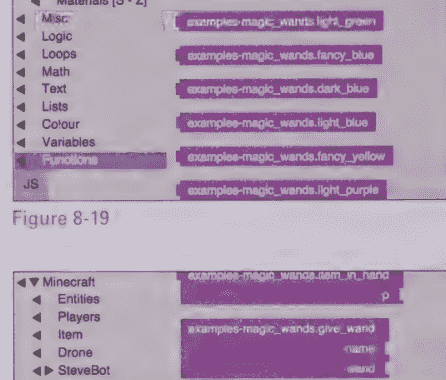 Materials [S - Z]
Misc
Logic
Loops
Math
Text
Lists
Colour
Variables
Functions
JS
examples-magic_wands.light_green
examples-magic_wands.fancy_blue
examples-magic_wands.dark_blue
examples-magic_wands.light_blue
examples-magic_wands.fancy_yellow
examples-magic_wands.light_purple
Figure 8-19
Minecraft
Entities
Players
Item
Drone
SteveBot
examples-magic_wands.item_in_hand
p
examples-magic_wands.give_wand
name
wand